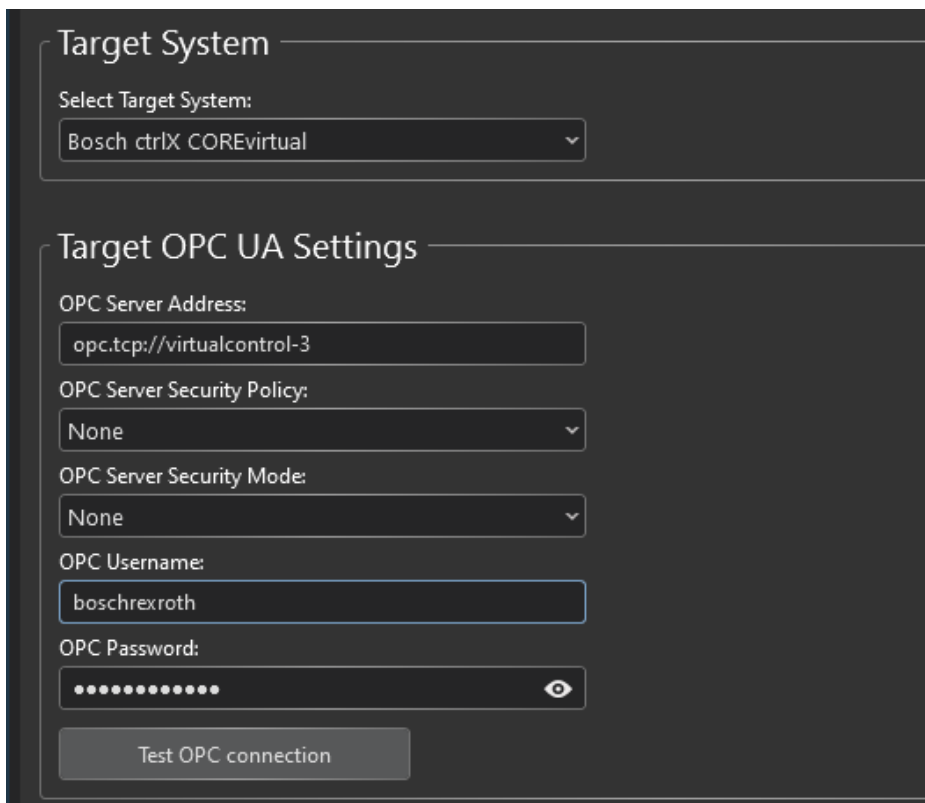 Target System
Select Target System:
Bosch ctrlX COREvirtual
Target OPC UA Settings
OPC Server Address:
opc.tcp://virtualcontrol-3
OPC Server Security Policy:
None
OPC Server Security Mode:
None
OPC Username:
boschrexroth
OPC Password:
••••••••••••
Test OPC connection